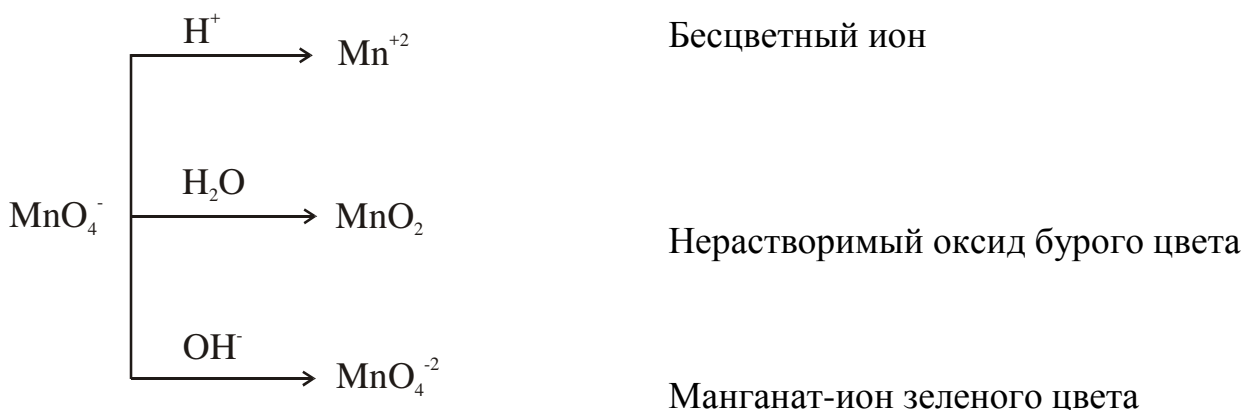 H⁺
Mn⁺²
Бесцветный ион
H₂O
MnO₄⁻
MnO₂
Нерастворимый оксид бурого цвета
OH⁻
MnO₄⁻²
Манганат-ион зеленого цвета